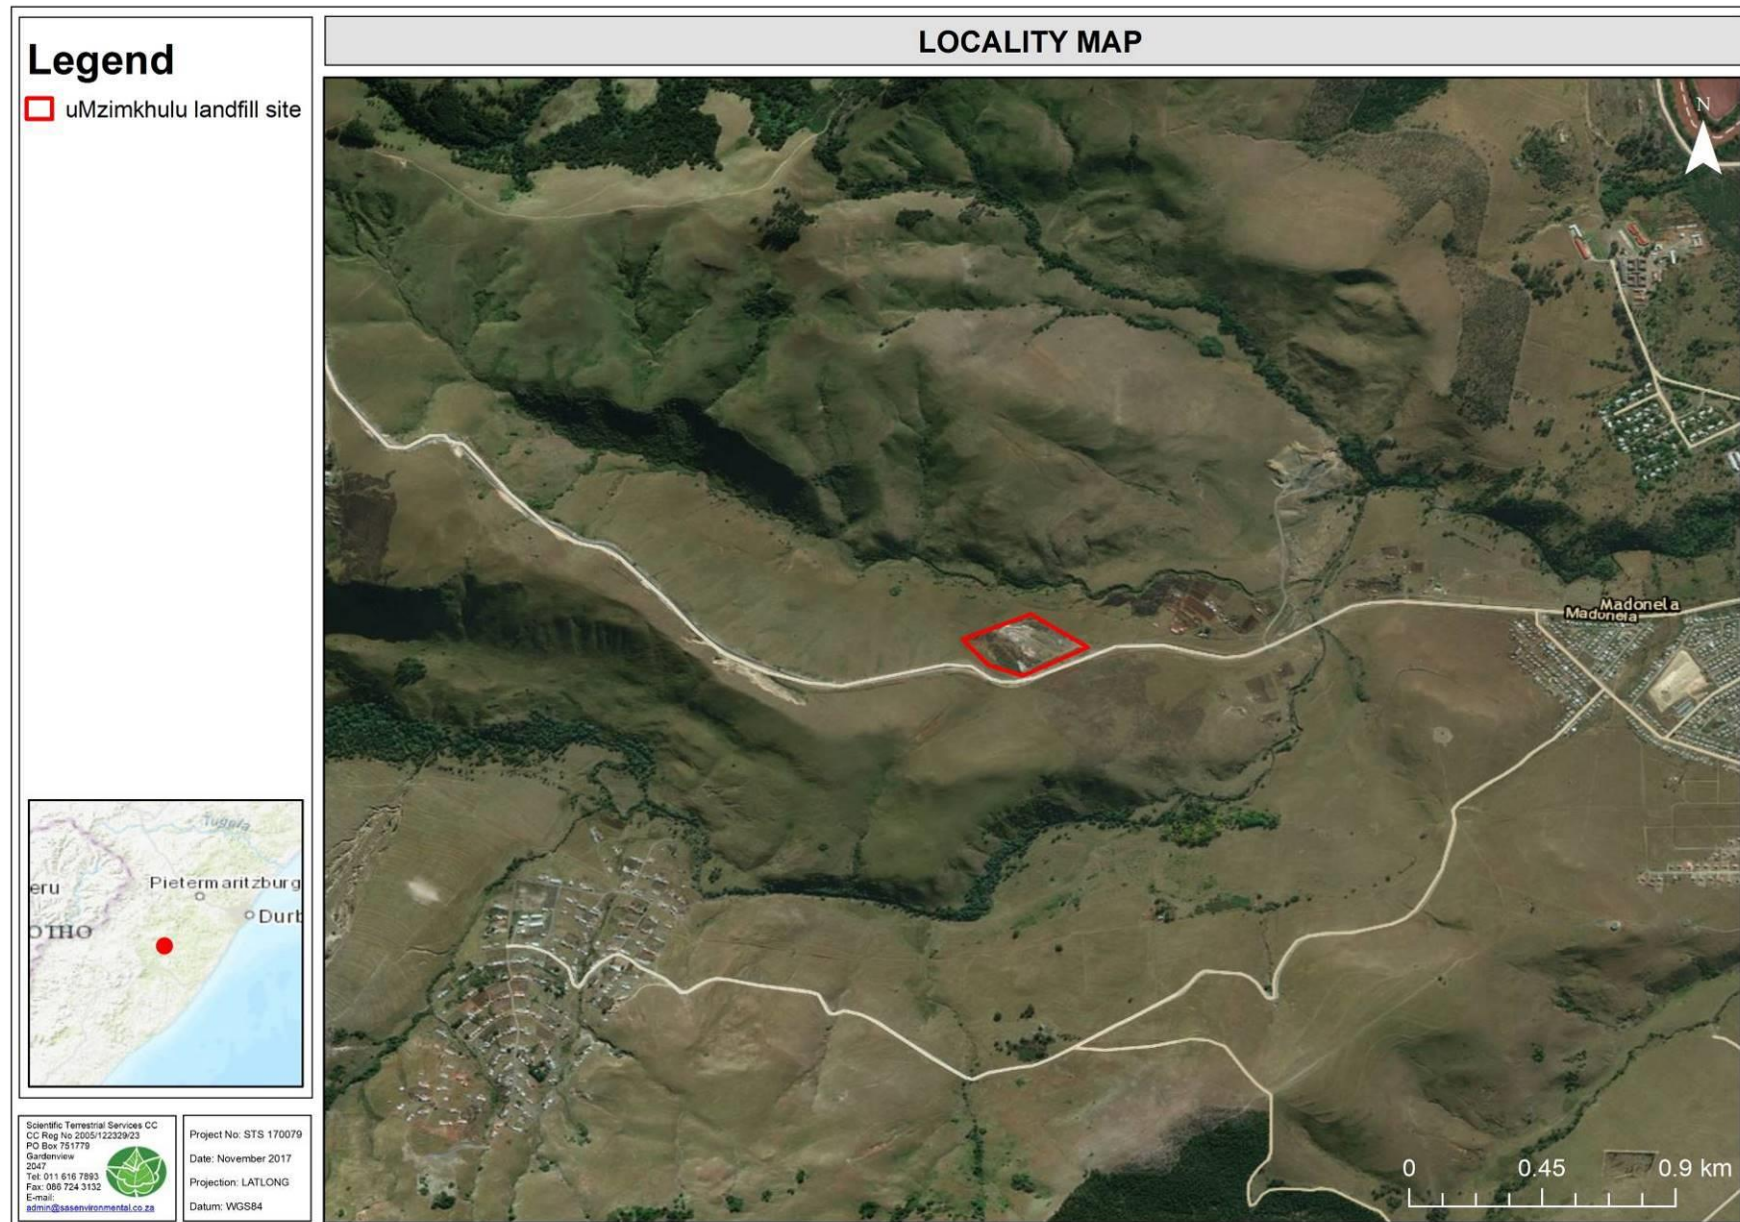 Legend
uMzimkhulu landfill site
LOCALITY MAP
N
Madonela
Madonela
Tugela
eru
Pietermaritzburg
Durb
OTHO
Scientific Terrestrial Services CC
CC Reg No 2005/122329/23
PO Box 751779
Gardenview
2047
Tel: 011 616 7893
Fax: 086 724 3132
E-mail:
admin@sasenvironmental.co.za
Project No: STS 170079
Date: November 2017
Projection: LATLONG
Datum: WGS84
0 0.45 0.9 km